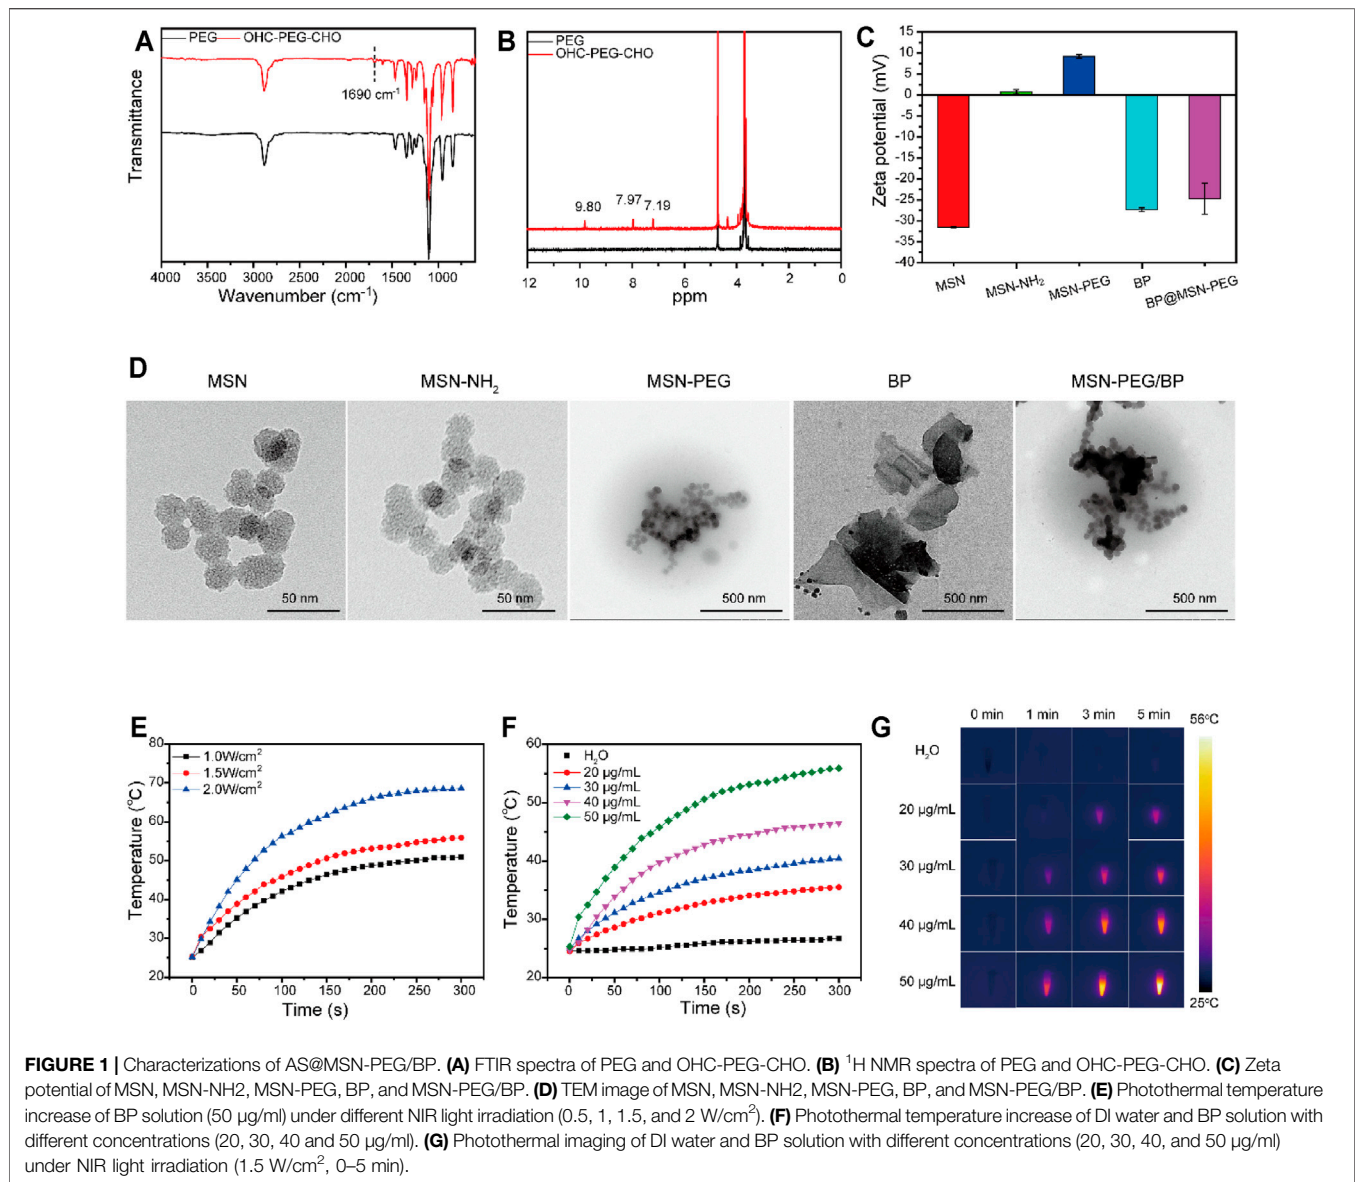 A
PEG
OHC-PEG-CHO
1690 cm⁻¹
Transmittance
4000 3500 3000 2500 2000 1500 1000
Wavenumber (cm⁻¹)
B
PEG
OHC-PEG-CHO
9.80
7.97
7.19
12 10 8 6 4 2 0
ppm
C
Zeta potential (mV)
15
10
5
0
-5
-10
-15
-20
-25
-30
-35
-40
MSN
MSN-NH₂
MSN-PEG
BP
BP@MSN-PEG
D
MSN
MSN-NH₂
MSN-PEG
BP
MSN-PEG/BP
50 nm
50 nm
500 nm
500 nm
500 nm
E
1.0W/cm²
1.5W/cm²
2.0W/cm²
Temperature (°C)
80
70
60
50
40
30
20
0 50 100 150 200 250 300
Time (s)
F
H₂O
20 µg/mL
30 µg/mL
40 µg/mL
50 µg/mL
Temperature (°C)
60
50
40
30
20
0 50 100 150 200 250 300
Time (s)
G
0 min 1 min 3 min 5 min
H₂O
20 µg/mL
30 µg/mL
40 µg/mL
50 µg/mL
56°C
25°C
FIGURE 1 | Characterizations of AS@MSN-PEG/BP. (A) FTIR spectra of PEG and OHC-PEG-CHO. (B) ¹H NMR spectra of PEG and OHC-PEG-CHO. (C) Zeta
potential of MSN, MSN-NH2, MSN-PEG, BP, and MSN-PEG/BP. (D) TEM image of MSN, MSN-NH2, MSN-PEG, BP, and MSN-PEG/BP. (E) Photothermal temperature
increase of BP solution (50 µg/ml) under different NIR light irradiation (0.5, 1, 1.5, and 2 W/cm²). (F) Photothermal temperature increase of DI water and BP solution with
different concentrations (20, 30, 40 and 50 µg/ml). (G) Photothermal imaging of DI water and BP solution with different concentrations (20, 30, 40, and 50 µg/ml)
under NIR light irradiation (1.5 W/cm², 0–5 min).